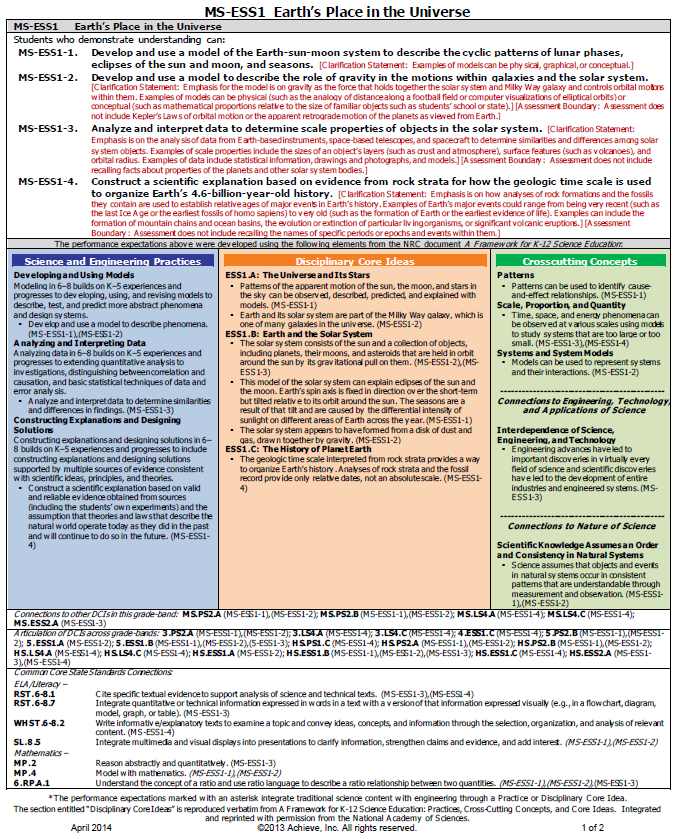 MS-ESS1 Earth's Place in the Universe
MS-ESS1 Earth's Place in the Universe
Students who demonstrate understanding can:
MS-ESS1-1. Develop and use a model of the Earth-sun-moon system to describe the cyclic patterns of lunar phases,
eclipses of the sun and moon, and seasons. [Clarification Statement: Examples of models can be physical, graphical, or conceptual.]
MS-ESS1-2. Develop and use a model to describe the role of gravity in the motions within galaxies and the solar system.
[Clarification Statement: Emphasis for the model is on gravity as the force that holds together the solar system and Milky Way galaxy and controls orbital motions
within them. Examples of models can be physical (such as the analogy of distance along a football field or computer visualizations of elliptical orbits) or
conceptual (such as mathematical proportions relative to the size of familiar objects such as students' school or state).] [Assessment Boundary: Assessment does
not include Kepler's Laws of orbital motion or the apparent retrograde motion of the planets as viewed from Earth.]
MS-ESS1-3. Analyze and interpret data to determine scale properties of objects in the solar system. [Clarification Statement:
Emphasis is on the analysis of data from Earth-based instruments, space-based telescopes, and spacecraft to determine similarities and differences among solar
system objects. Examples of scale properties include the sizes of an object's layers (such as crust and atmosphere), surface features (such as volcanoes), and
orbital radius. Examples of data include statistical information, drawings and photographs, and models.] [Assessment Boundary: Assessment does not include
recalling facts about properties of the planets and other solar system bodies.]
MS-ESS1-4. Construct a scientific explanation based on evidence from rock strata for how the geologic time scale is used
to organize Earth's 4.6-billion-year-old history. [Clarification Statement: Emphasis is on how analyses of rock formations and the fossils
they contain are used to establish relative ages of major events in Earth's history. Examples of Earth's major events could range from being very recent (such as
the last Ice Age or the earliest fossils of homo sapiens) to very old (such as the formation of Earth or the earliest evidence of life). Examples can include the
formation of mountain chains and ocean basins, the evolution or extinction of particular living organisms, or significant volcanic eruptions.] [Assessment
Boundary: Assessment does not include recalling the names of specific periods or epochs and events within them.]
The performance expectations above were developed using the following elements from the NRC document A Framework for K-12 Science Education:
Science and Engineering Practices
Developing and Using Models
Modeling in 6–8 builds on K–5 experiences and
progresses to developing, using, and revising models to
describe, test, and predict more abstract phenomena
and design systems.
• Develop and use a model to describe phenomena.
(MS-ESS1-1),(MS-ESS1-2)
Analyzing and Interpreting Data
Analyzing data in 6–8 builds on K–5 experiences and
progresses to extending quantitative analysis to
investigations, distinguishing between correlation and
causation, and basic statistical techniques of data and
error analysis.
• Analyze and interpret data to determine similarities
and differences in findings. (MS-ESS1-3)
Constructing Explanations and Designing
Solutions
Constructing explanations and designing solutions in 6–
8 builds on K–5 experiences and progresses to include
constructing explanations and designing solutions
supported by multiple sources of evidence consistent
with scientific ideas, principles, and theories.
• Construct a scientific explanation based on valid
and reliable evidence obtained from sources
(including the students' own experiments) and the
assumption that theories and laws that describe the
natural world operate today as they did in the past
and will continue to do so in the future. (MS-ESS1-
4)
Disciplinary Core Ideas
ESS1.A: The Universe and Its Stars
• Patterns of the apparent motion of the sun, the moon, and stars in
the sky can be observed, described, predicted, and explained with
models. (MS-ESS1-1)
• Earth and its solar system are part of the Milky Way galaxy, which is
one of many galaxies in the universe. (MS-ESS1-2)
ESS1.B: Earth and the Solar System
• The solar system consists of the sun and a collection of objects,
including planets, their moons, and asteroids that are held in orbit
around the sun by its gravitational pull on them. (MS-ESS1-2),(MS-
ESS1-3)
• This model of the solar system can explain eclipses of the sun and
the moon. Earth's spin axis is fixed in direction over the short-term
but tilted relative to its orbit around the sun. The seasons are a
result of that tilt and are caused by the differential intensity of
sunlight on different areas of Earth across the year. (MS-ESS1-1)
• The solar system appears to have formed from a disk of dust and
gas, drawn together by gravity. (MS-ESS1-2)
ESS1.C: The History of Planet Earth
• The geologic time scale interpreted from rock strata provides a way
to organize Earth's history. Analyses of rock strata and the fossil
record provide only relative dates, not an absolute scale. (MS-ESS1-
4)
Crosscutting Concepts
Patterns
• Patterns can be used to identify cause-
and-effect relationships. (MS-ESS1-1)
Scale, Proportion, and Quantity
• Time, space, and energy phenomena can
be observed at various scales using models
to study systems that are too large or too
small. (MS-ESS1-3),(MS-ESS1-4)
Systems and System Models
• Models can be used to represent systems
and their interactions. (MS-ESS1-2)
Connections to Engineering, Technology,
and Applications of Science
Interdependence of Science,
Engineering, and Technology
• Engineering advances have led to
important discoveries in virtually every
field of science and scientific discoveries
have led to the development of entire
industries and engineered systems. (MS-
ESS1-3)
Connections to Nature of Science
Scientific Knowledge Assumes an Order
and Consistency in Natural Systems
• Science assumes that objects and events
in natural systems occur in consistent
patterns that are understandable through
measurement and observation. (MS-ESS1-
1),(MS-ESS1-2)
Connections to other DCIs in this grade-band: MS.PS2.A (MS-ESS1-1),(MS-ESS1-2); MS.PS2.B (MS-ESS1-1),(MS-ESS1-2); MS.LS4.A (MS-ESS1-4); MS.LS4.C (MS-ESS1-4);
MS.ESS2.A (MS-ESS1-3)
Articulation of DCIs across grade-bands: 3.PS2.A (MS-ESS1-1),(MS-ESS1-2); 3.LS4.A (MS-ESS1-4); 3.LS4.C (MS-ESS1-4); 4.ESS1.C (MS-ESS1-4); 5.PS2.B (MS-ESS1-1),(MS-ESS1-
2); 5.ESS1.A (MS-ESS1-2); 5.ESS1.B (MS-ESS1-1),(MS-ESS1-2),(5-ESS1-3); HS.PS1.C (MS-ESS1-4); HS.PS2.A (MS-ESS1-1),(MS-ESS1-2); HS.PS2.B (MS-ESS1-1),(MS-ESS1-
2); HS.LS4.A (MS-ESS1-4); HS.LS4.C (MS-ESS1-4); HS.ESS1.A (MS-ESS1-2); HS.ESS1.B (MS-ESS1-1),(MS-ESS1-2),(MS-ESS1-3); HS.ESS1.C (MS-ESS1-4); HS.ESS2.A (MS-ESS1-
3),(MS-ESS1-4)
Common Core State Standards Connections:
ELA/Literacy –
RST.6-8.1 Cite specific textual evidence to support analysis of science and technical texts. (MS-ESS1-3),(MS-ESS1-4)
RST.6-8.7 Integrate quantitative or technical information expressed in words in a text with a version of that information expressed visually (e.g., in a flowchart, diagram,
model, graph, or table). (MS-ESS1-3)
WHST.6-8.2 Write informative/explanatory texts to examine a topic and convey ideas, concepts, and information through the selection, organization, and analysis of relevant
content. (MS-ESS1-4)
SL.8.5 Integrate multimedia and visual displays into presentations to clarify information, strengthen claims and evidence, and add interest. (MS-ESS1-1),(MS-ESS1-2)
Mathematics –
MP.2 Reason abstractly and quantitatively. (MS-ESS1-3)
MP.4 Model with mathematics. (MS-ESS1-1),(MS-ESS1-2)
6.RP.A.1 Understand the concept of a ratio and use ratio language to describe a ratio relationship between two quantities. (MS-ESS1-1),(MS-ESS1-2),(MS-ESS1-3)
*The performance expectations marked with an asterisk integrate traditional science content with engineering through a Practice or Disciplinary Core Idea.
The section entitled "Disciplinary Core Ideas" is reproduced verbatim from A Framework for K-12 Science Education: Practices, Cross-Cutting Concepts, and Core Ideas. Integrated
and reprinted with permission from the National Academy of Sciences.
April 2014 ©2013 Achieve, Inc. All rights reserved. 1 of 2